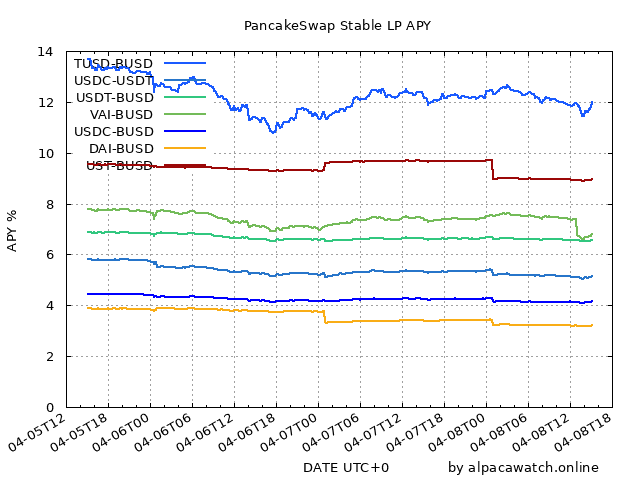 PancakeSwap Stable LP APY
14
12
10
8
6
4
2
0
APY %
TUSD-BUSD
USDC-USDT
USDT-BUSD
VAI-BUSD
USDC-BUSD
DAI-BUSD
UST-BUSD
04-05T12
04-05T18
04-06T00
04-06T06
04-06T12
04-06T18
04-07T00
04-07T06
04-07T12
04-07T18
04-08T00
04-08T06
04-08T12
04-08T18
DATE UTC+0
by alpacawatch.online